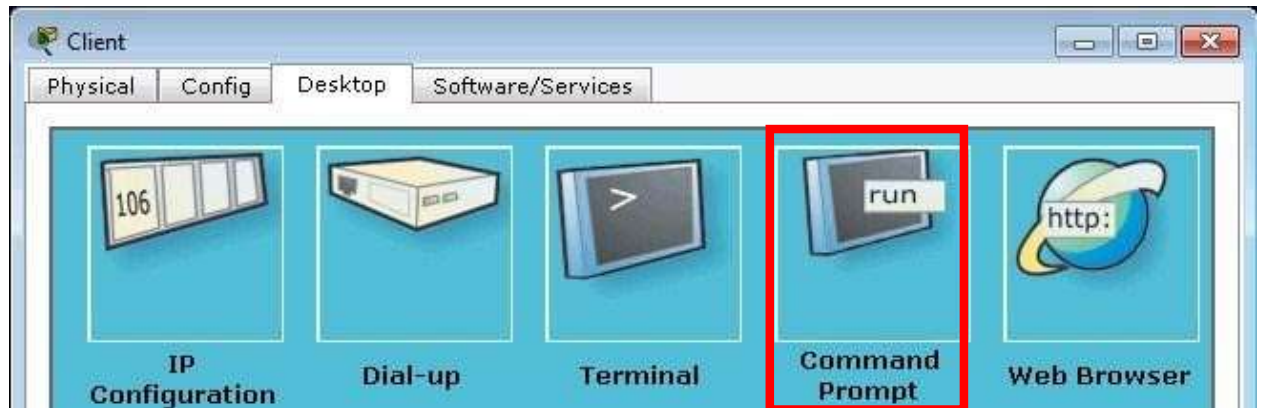 Client
Physical Config Desktop Software/Services
106
>
run
http:
IP
Configuration
Dial-up
Terminal
Command
Prompt
Web Browser